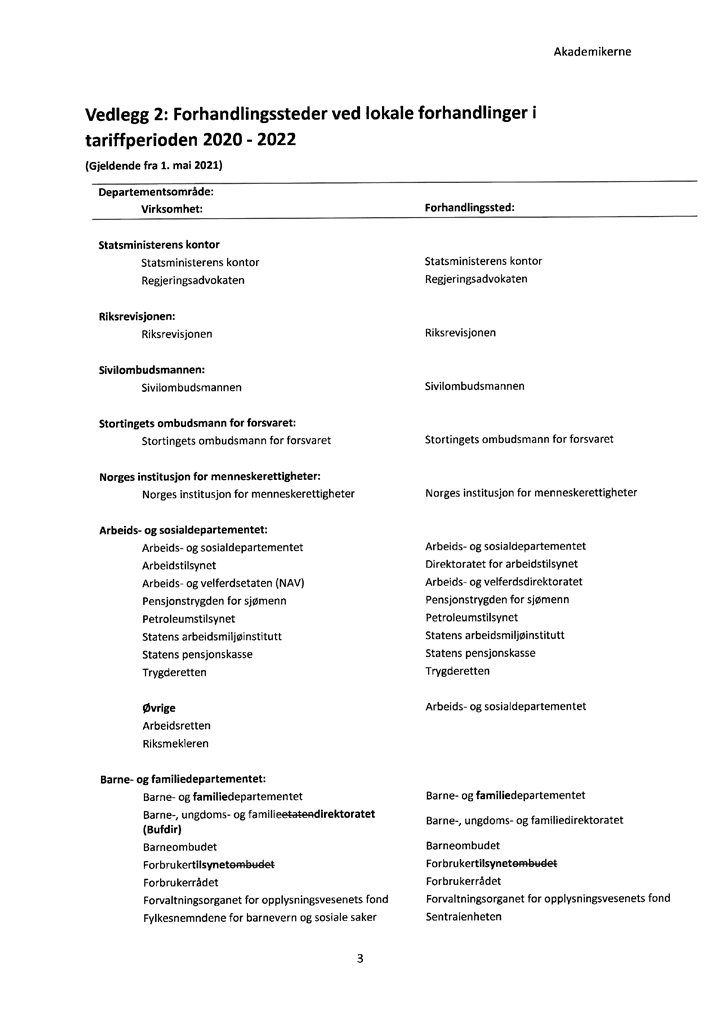 Akademikerne
Vedlegg 2: Forhandlingssteder ved lokale forhandlinger i
tariffperioden 2020 - 2022
(Gjeldende fra 1. mai 2021)
Departementsområde:
Virksomhet: Forhandlingssted:
Statsministerens kontor
Statsministerens kontor Statsministerens kontor
Regjeringsadvokaten Regjeringsadvokaten
Riksrevisjonen:
Riksrevisjonen Riksrevisjonen
Sivilombudsmannen:
Sivilombudsmannen Sivilombudsmannen
Stortingets ombudsmann for forsvaret:
Stortingets ombudsmann for forsvaret Stortingets ombudsmann for forsvaret
Norges institusjon for menneskerettigheter:
Norges institusjon for menneskerettigheter Norges institusjon for menneskerettigheter
Arbeids- og sosialdepartementet:
Arbeids- og sosialdepartementet Arbeids- og sosialdepartementet
Arbeidstilsynet Direktoratet for arbeidstilsynet
Arbeids- og velferdsetaten (NAV) Arbeids- og velferdsdirektoratet
Pensjonstrygden for sjømenn Pensjonstrygden for sjømenn
Petroleumstilsynet Petroleumstilsynet
Statens arbeidsmiljøinstitutt Statens arbeidsmiljøinstitutt
Statens pensjonskasse Statens pensjonskasse
Trygderetten Trygderetten
Øvrige Arbeids- og sosialdepartementet
Arbeidsretten
Riksmekleren
Barne- og familiedepartementet:
Barne- og familiedepartementet Barne- og familiedepartementet
Barne-, ungdoms- og familieetatendirektoratet
(Bufdir) Barne-, ungdoms- og familiedirektoratet
Barneombudet Barneombudet
Forbrukertilsynetombudet Forbrukertilsynetombudet
Forbrukerrådet Forbrukerrådet
Forvaltningsorganet for opplysningsvesenets fond Forvaltningsorganet for opplysningsvesenets fond
Fylkesnemndene for barnevern og sosiale saker Sentralenheten
3